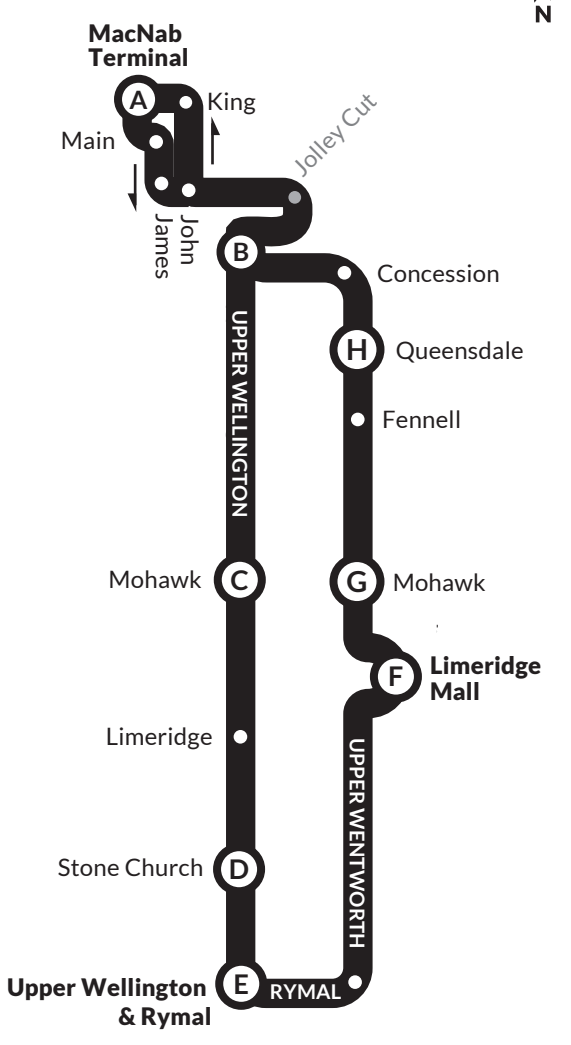 N
MacNab
Terminal
A
King
Jolley Cut
Main
James
John
B
Concession
H
Queensdale
UPPER WELLINGTON
Fennell
Mohawk
C
G
Mohawk
F
Limeridge
Mall
Limeridge
UPPER WENTWORTH
Stone Church
D
Upper Wellington
& Rymal
E
RYMAL